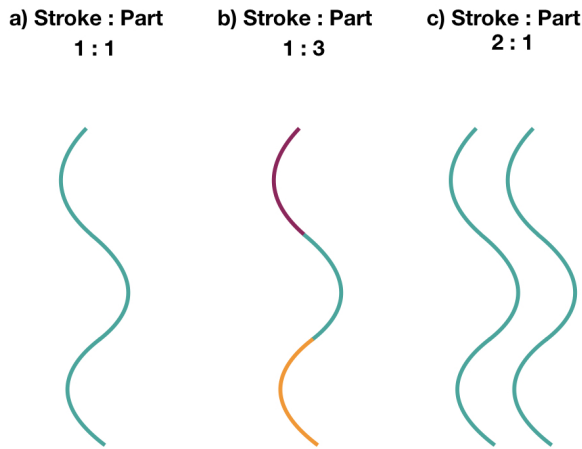 a) Stroke : Part
1 : 1
b) Stroke : Part
1 : 3
c) Stroke : Part
2 : 1